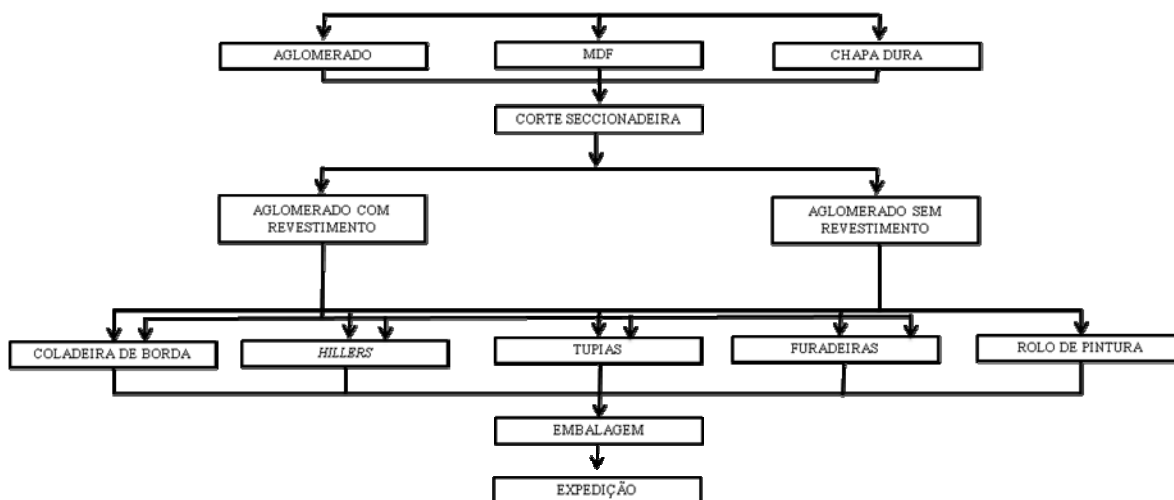 AGLOMERADO
MDF
CHAPA DURA
CORTE SECCIONADEIRA
AGLOMERADO COM
REVESTIMENTO
AGLOMERADO SEM
REVESTIMENTO
COLADEIRA DE BORDA
HILLERS
TUPIAS
FURADEIRAS
ROLO DE PINTURA
EMBALAGEM
EXPEDIÇÃO